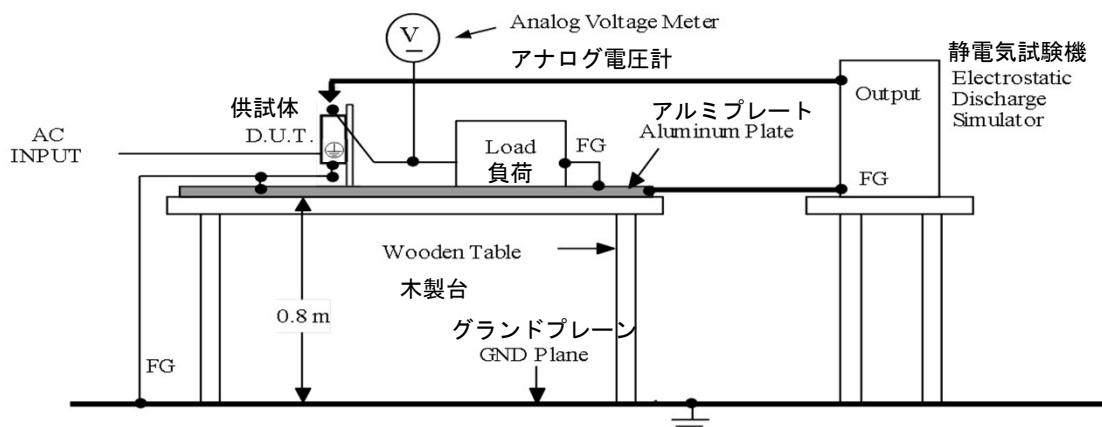 Analog Voltage Meter
V
アナログ電圧計
静電気試験機
Electrostatic
Discharge
Simulator
Output
供試体
D.U.T.
アルミプレート
Aluminum Plate
AC
INPUT
Load
負荷
FG
FG
Wooden Table
木製台
0.8 m
グランドプレーン
GND Plane
FG